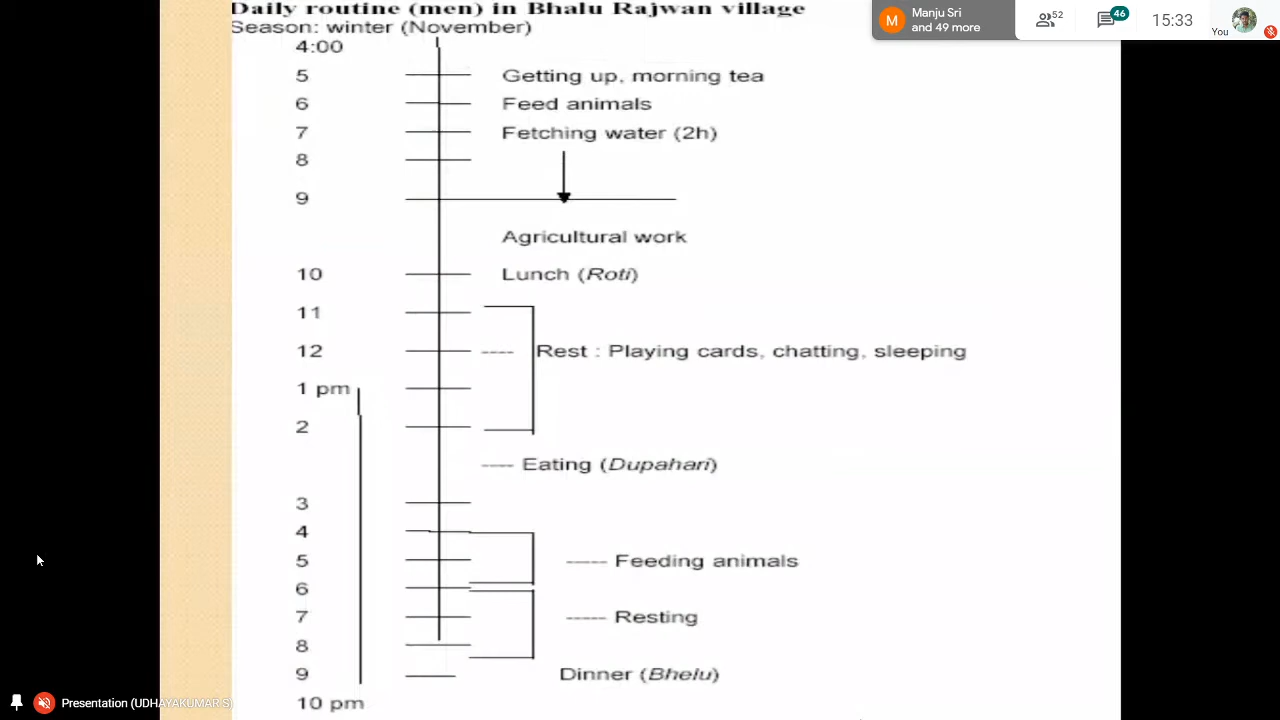 Daily routine (men) in Bhalu Rajwan village
Season: winter (November)
M Manju Sri and 49 more
52
46
15:33
You
4:00
5 Getting up, morning tea
6 Feed animals
7 Fetching water (2h)
8
9
Agricultural work
10 Lunch (Roti)
11
12 ---- Rest : Playing cards, chatting, sleeping
1 pm
2
---- Eating (Dupahari)
3
4
5 ----- Feeding animals
6
7 ----- Resting
8
9 Dinner (Bhelu)
10 pm
Presentation (UDHAYAKUMAR S)